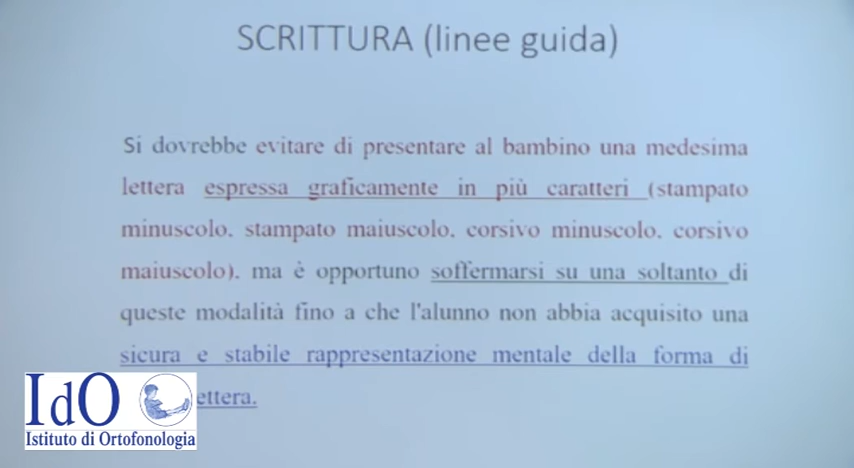 SCRITTURA (linee guida)
Si dovrebbe evitare di presentare al bambino una medesima
lettera espressa graficamente in più caratteri (stampato
minuscolo, stampato maiuscolo, corsivo minuscolo, corsivo
maiuscolo), ma è opportuno soffermarsi su una soltanto di
queste modalità fino a che l'alunno non abbia acquisito una
sicura e stabile rappresentazione mentale della forma di
ettera.
IdO
Istituto di Ortofonologia